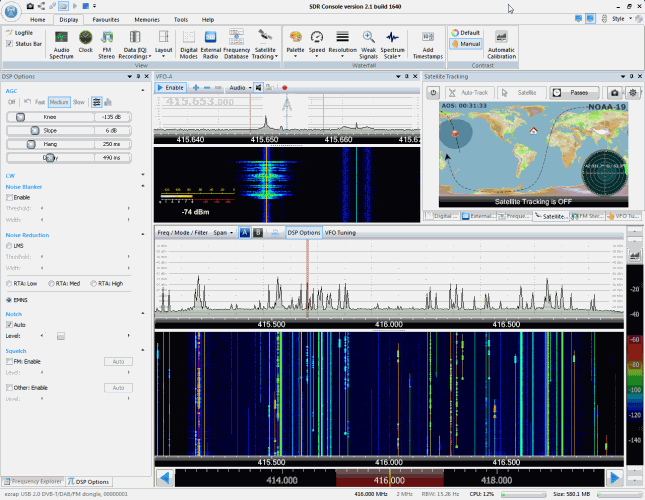 SDR Console version 2.1 build 1640
Home Display Favourites Memories Tools Help
Style
Logfile
Status Bar
Audio Spectrum
Clock
FM Stereo
Data (IQ) Recordings
Layout
Digital Modes
External Radio
Frequency Database
Satellite Tracking
Palette
Speed
Resolution
Weak Signals
Spectrum Scale
Add Timestamps
Default
Manual
Automatic Calibration
Windows
Waterfall
Contrast
DSP Options
VFO-A
Satellite Tracking
AGC
Off Fast Medium Slow
Knee -135 dB
Slope 6 dB
Hang 250 ms
Decay 490 ms
LW
Noise Blanker
Enable
Threshold:
Width:
Noise Reduction
LMS
Threshold:
Width:
RTA: Low RTA: Med RTA: High
EMNS
Notch
Auto
Level:
Squelch
FM: Enable Auto
Level:
Other: Enable Auto
Level:
Frequency Explorer DSP Options
Enable Audio
415.653.000
415.640 415.650 415.660 415.67
-74 dBm
Auto-Track Satellite Passes
AOS: 00:31:33 NOAA-19
Satellite Tracking is OFF
Digital ... External... Freque... Satellite... FM Ster... VFO Tu...
Freq / Mode / Filter Span A B DSP Options VFO Tuning
415.500 416.000 416.500
-20
-40
-60
-80
-100
-120
-140
415.500 416.000 416.500
414.000 416.000 418.000
ezcap USB 2.0 DVB-T/DAB/FM dongle, 00000001 416.000 MHz 2 MHz RBW: 15.26 Hz CPU: 12% Size: 580.1 MB